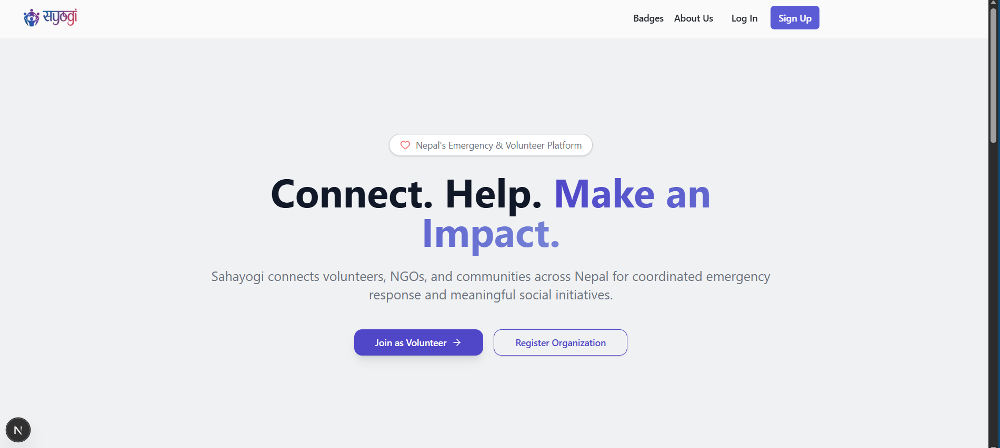 सयोगी
Badges
About Us
Log In
Sign Up
Nepal's Emergency & Volunteer Platform
Connect. Help. Make an
Impact.
Sahayogi connects volunteers, NGOs, and communities across Nepal for coordinated emergency
response and meaningful social initiatives.
Join as Volunteer →
Register Organization
N